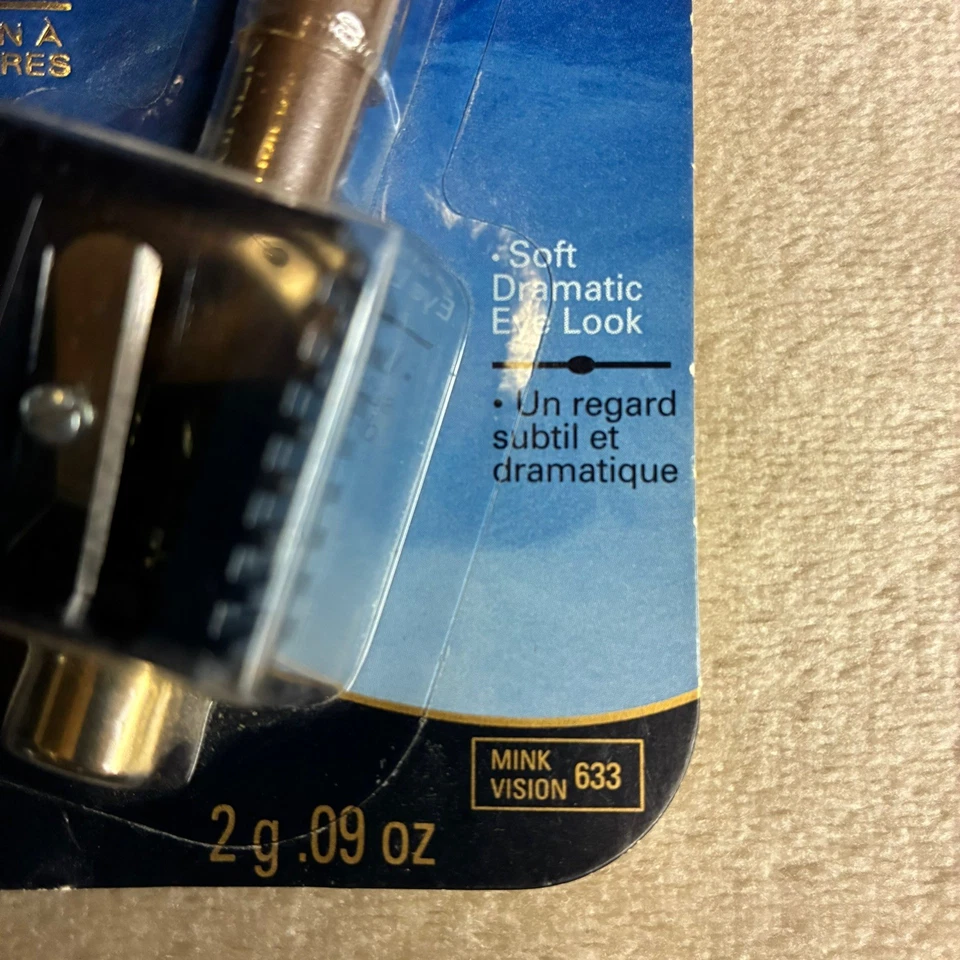 N À
RES
• Soft
Dramatic
Eye Look
• Un regard
subtil et
dramatique
MINK
VISION 633
2 g .09 oz